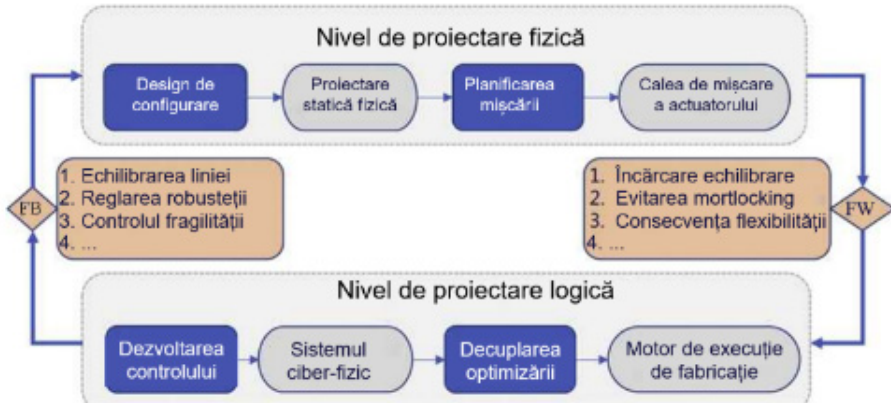 Nivel de proiectare fizică
Design de
configurare
Proiectare
statică fizică
Planificarea
mișcării
Calea de mișcare
a actuatorului
FB
1. Echilibrarea liniei
2. Reglarea robusteții
3. Controlul fragilității
4. ...
1. Încărcare echilibrare
2. Evitarea mortlocking
3. Consecvența flexibilității
4. ...
FW
Nivel de proiectare logică
Dezvoltarea
controlului
Sistemul
ciber-fizic
Decuplarea
optimizării
Motor de execuție
de fabricație